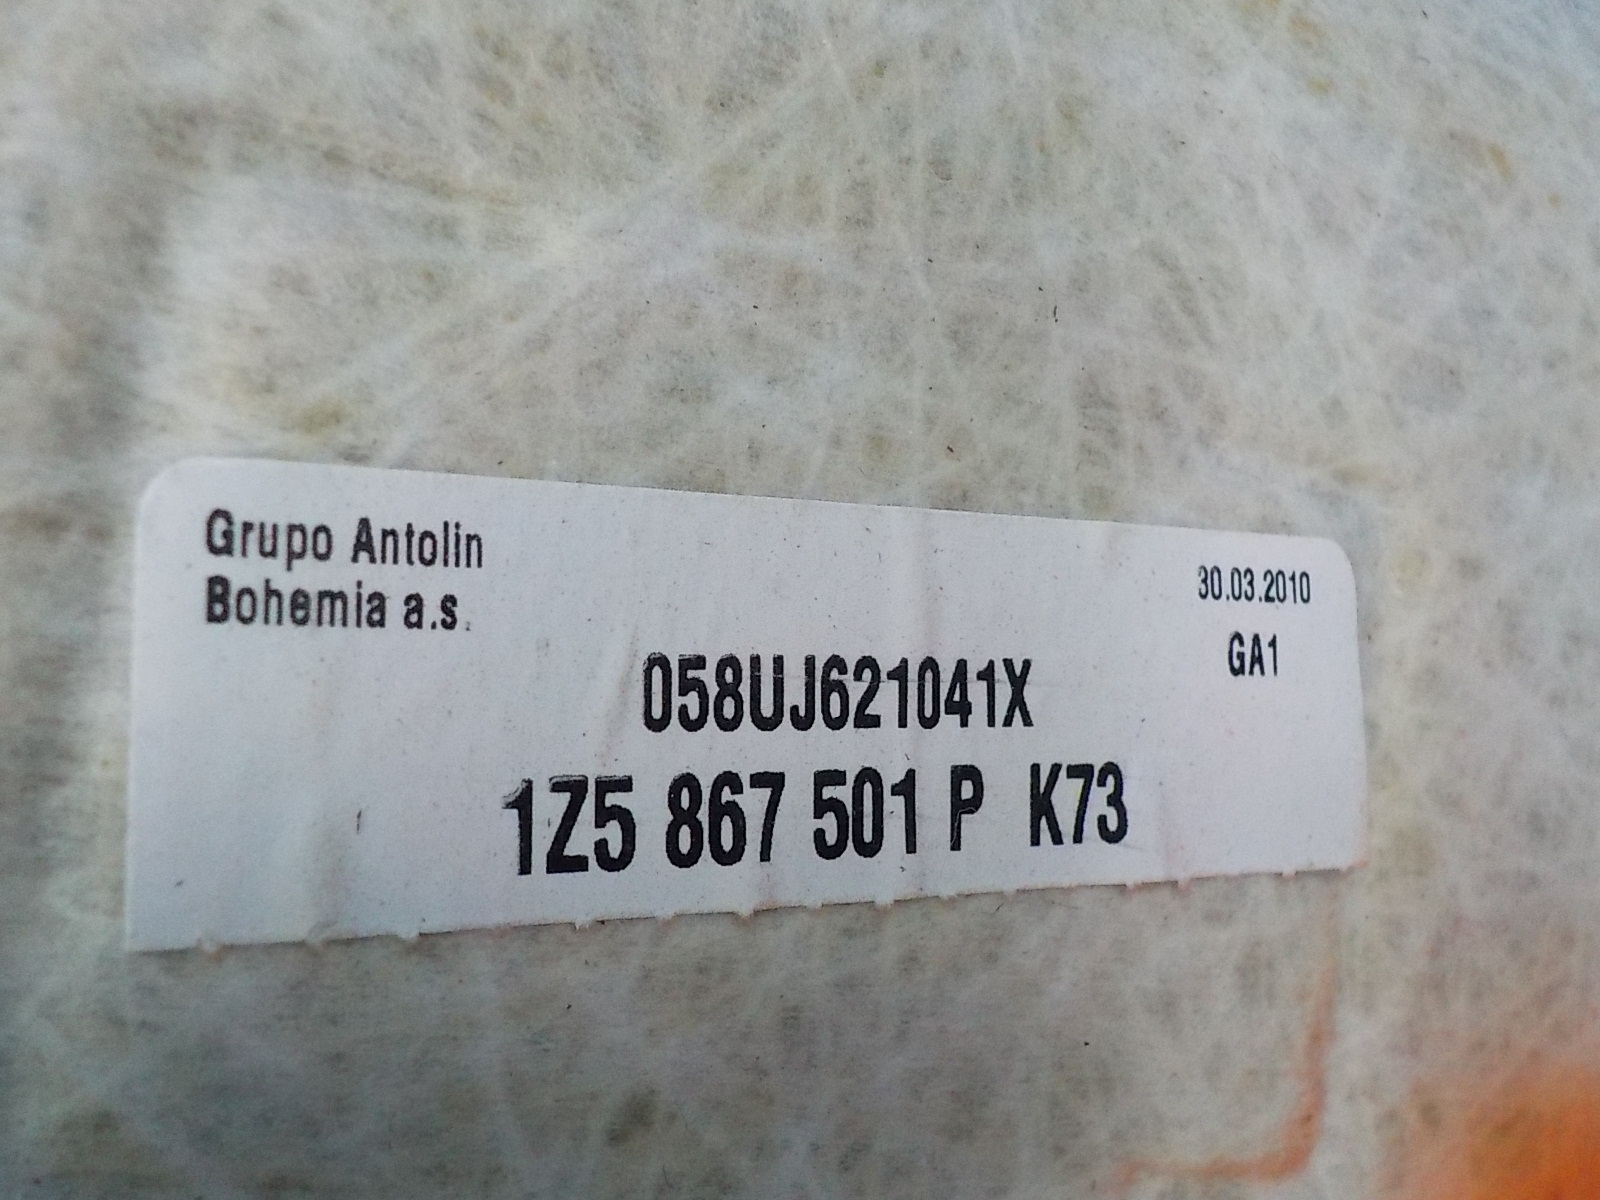 Grupo Antolin
Bohemia a.s.
30.03.2010
GA1
058UJ621041X
1Z5 867 501 P K73